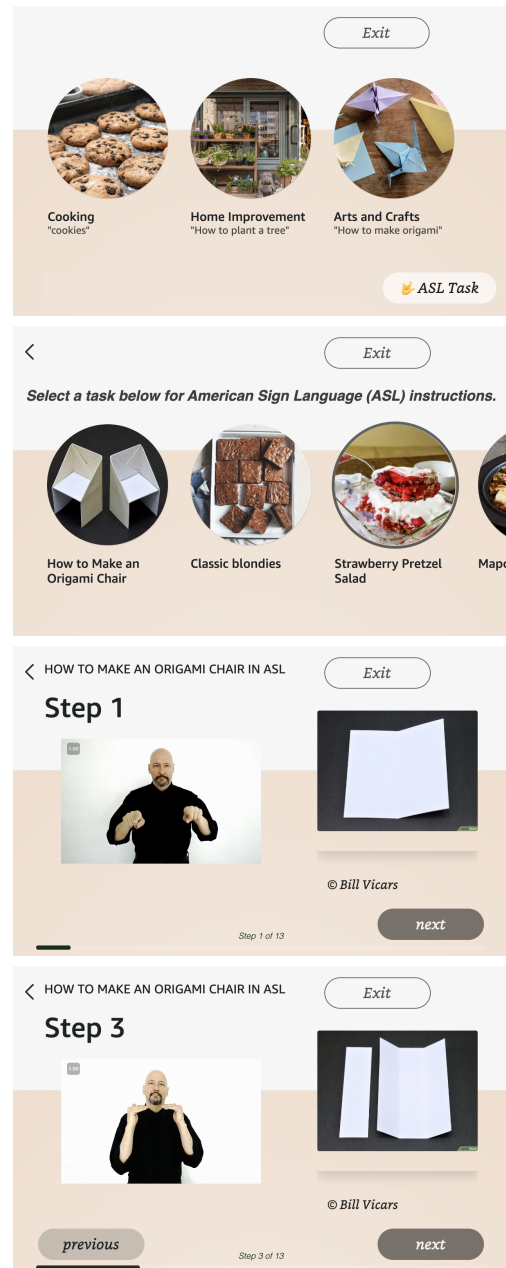 Exit
Cooking
"cookies"
Home Improvement
"How to plant a tree"
Arts and Crafts
"How to make origami"
🤟 ASL Task
Exit
Select a task below for American Sign Language (ASL) instructions.
How to Make an
Origami Chair
Classic blondies
Strawberry Pretzel
Salad
HOW TO MAKE AN ORIGAMI CHAIR IN ASL
Exit
Step 1
1.00
© Bill Vicars
next
Step 1 of 13
HOW TO MAKE AN ORIGAMI CHAIR IN ASL
Exit
Step 3
1.00
© Bill Vicars
previous
Step 3 of 13
next